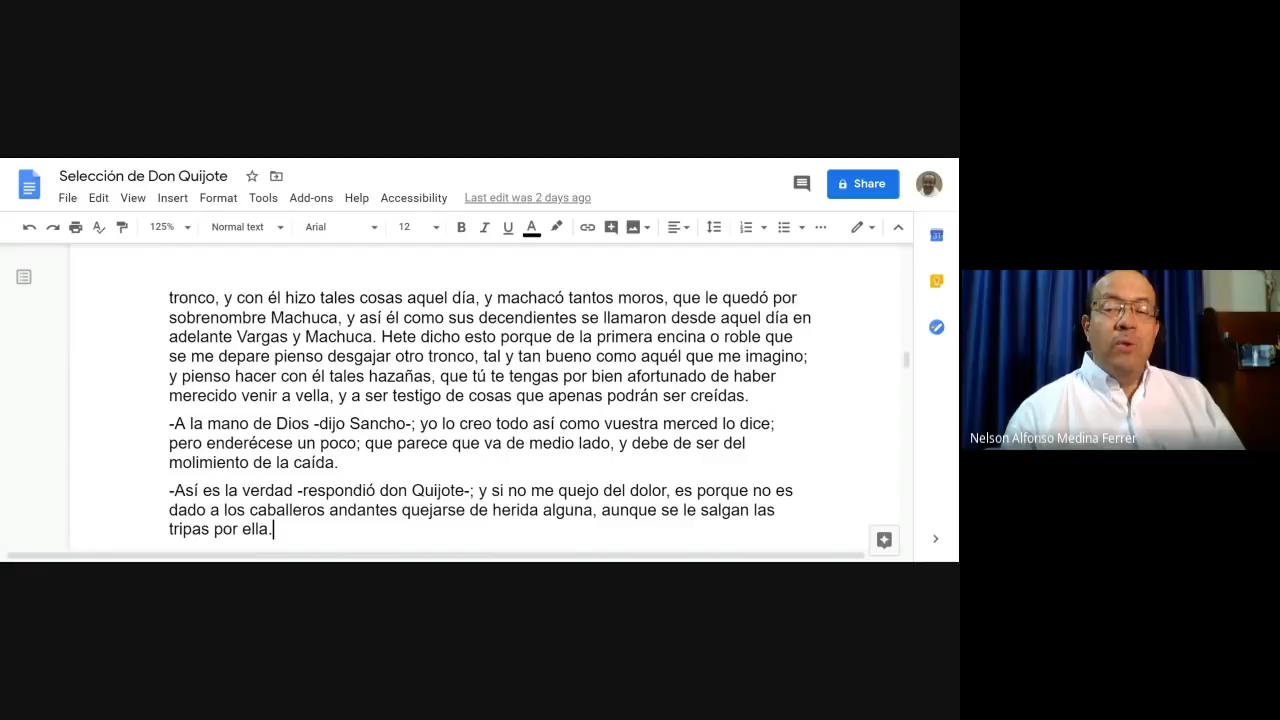 Selección de Don Quijote
File Edit View Insert Format Tools Add-ons Help Accessibility Last edit was 2 days ago
Share
125% Normal text Arial 12 B I U A
31
tronco, y con él hizo tales cosas aquel día, y machacó tantos moros, que le quedó por
sobrenombre Machuca, y así él como sus decendientes se llamaron desde aquel día en
adelante Vargas y Machuca. Hete dicho esto porque de la primera encina o roble que
se me depare pienso desgajar otro tronco, tal y tan bueno como aquél que me imagino;
y pienso hacer con él tales hazañas, que tú te tengas por bien afortunado de haber
merecido venir a vella, y a ser testigo de cosas que apenas podrán ser creídas.
-A la mano de Dios -dijo Sancho-; yo lo creo todo así como vuestra merced lo dice;
pero enderécese un poco; que parece que va de medio lado, y debe de ser del
molimiento de la caída.
-Así es la verdad -respondió don Quijote-; y si no me quejo del dolor, es porque no es
dado a los caballeros andantes quejarse de herida alguna, aunque se le salgan las
tripas por ella.
Nelson Alfonso Medina Ferrer